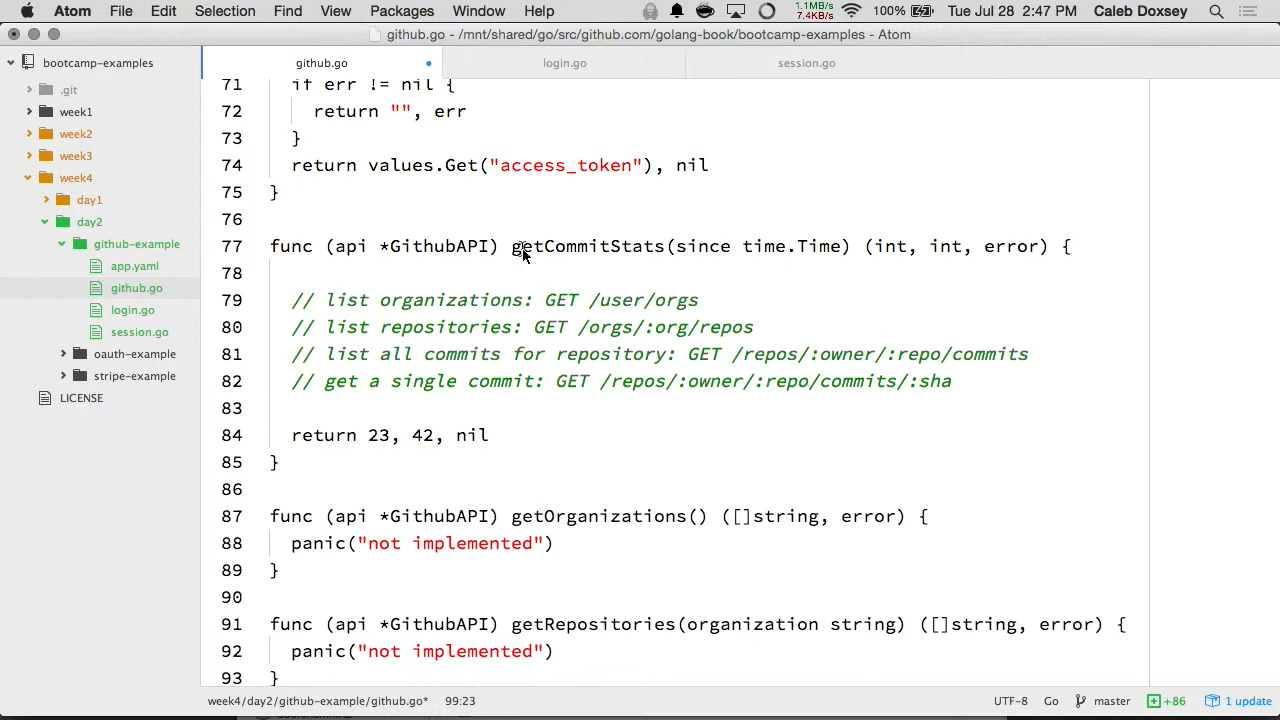 Atom File Edit Selection Find View Packages Window Help 1.1MB/s 7.4KB/s 100% Tue Jul 28 2:47 PM Caleb Doxsey
github.go - /mnt/shared/go/src/github.com/golang-book/bootcamp-examples - Atom
bootcamp-examples
.git
week1
week2
week3
week4
day1
day2
github-example
app.yaml
github.go
login.go
session.go
oauth-example
stripe-example
LICENSE
github.go login.go session.go
71 if err != nil {
72 return "", err
73 }
74 return values.Get("access_token"), nil
75 }
76
77 func (api *GithubAPI) getCommitStats(since time.Time) (int, int, error) {
78
79 // list organizations: GET /user/orgs
80 // list repositories: GET /orgs/:org/repos
81 // list all commits for repository: GET /repos/:owner/:repo/commits
82 // get a single commit: GET /repos/:owner/:repo/commits/:sha
83
84 return 23, 42, nil
85 }
86
87 func (api *GithubAPI) getOrganizations() ([]string, error) {
88 panic("not implemented")
89 }
90
91 func (api *GithubAPI) getRepositories(organization string) ([]string, error) {
92 panic("not implemented")
93 }
week4/day2/github-example/github.go* 99:23 UTF-8 Go master +86 1 update